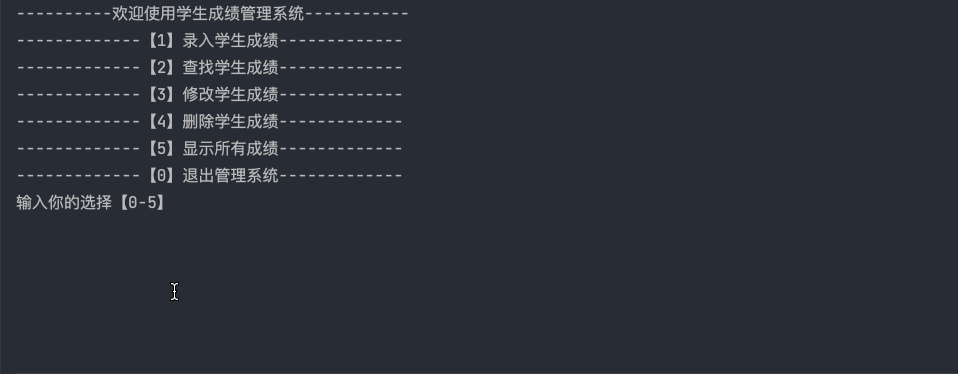 ----------欢迎使用学生成绩管理系统-----------
-------------【1】录入学生成绩-------------
-------------【2】查找学生成绩-------------
-------------【3】修改学生成绩-------------
-------------【4】删除学生成绩-------------
-------------【5】显示所有成绩-------------
-------------【0】退出管理系统-------------
输入你的选择【0-5】